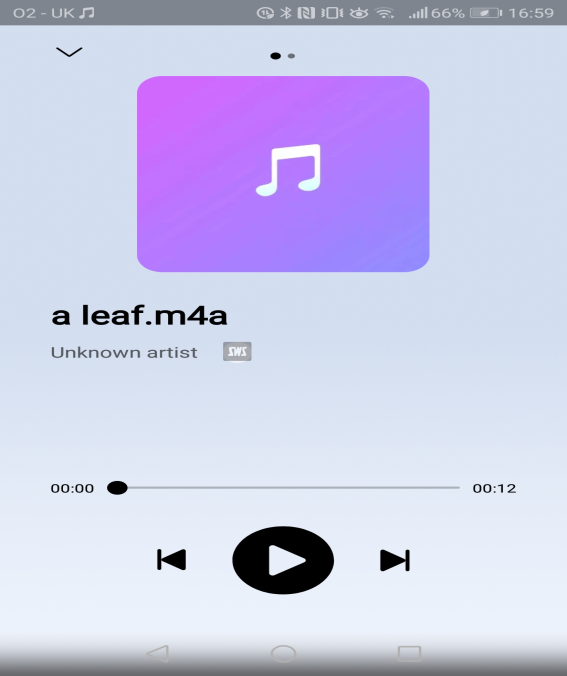 O2 - UK 66% 16:59
a leaf.m4a
Unknown artist SWS
00:00 00:12